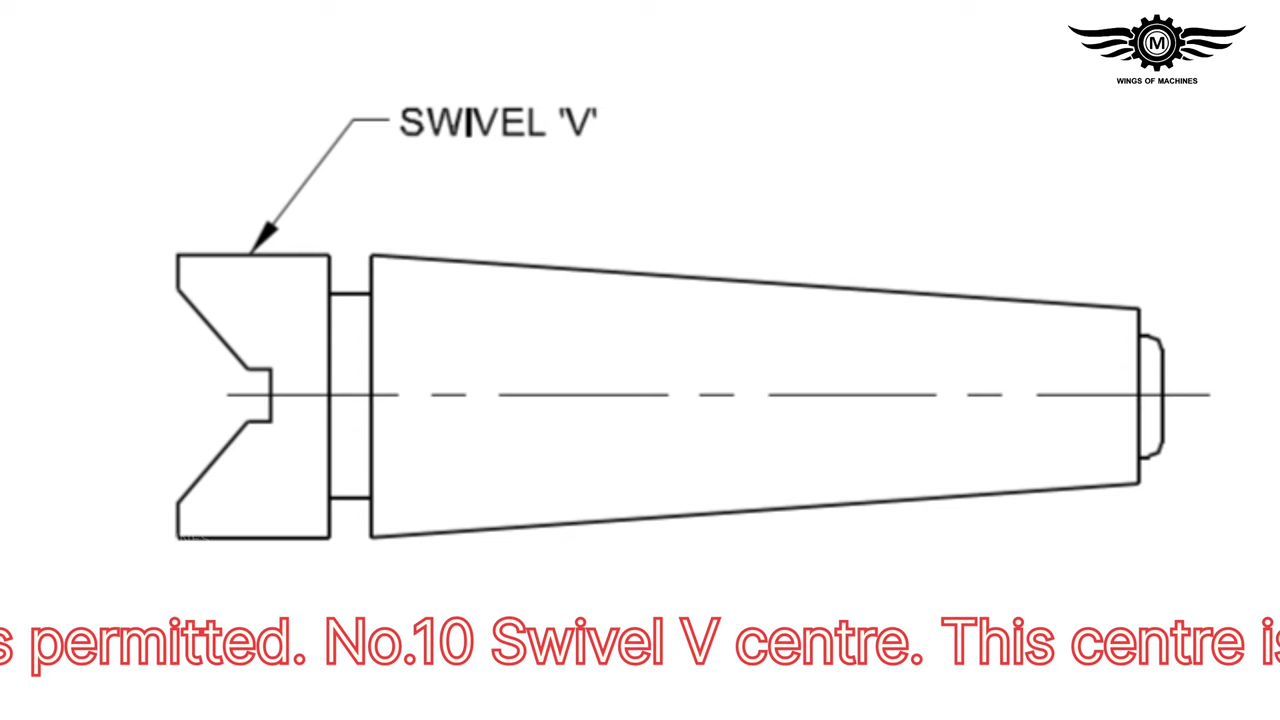 M
WINGS OF MACHINES
SWIVEL 'V'
s permitted. No.10 Swivel V centre. This centre is